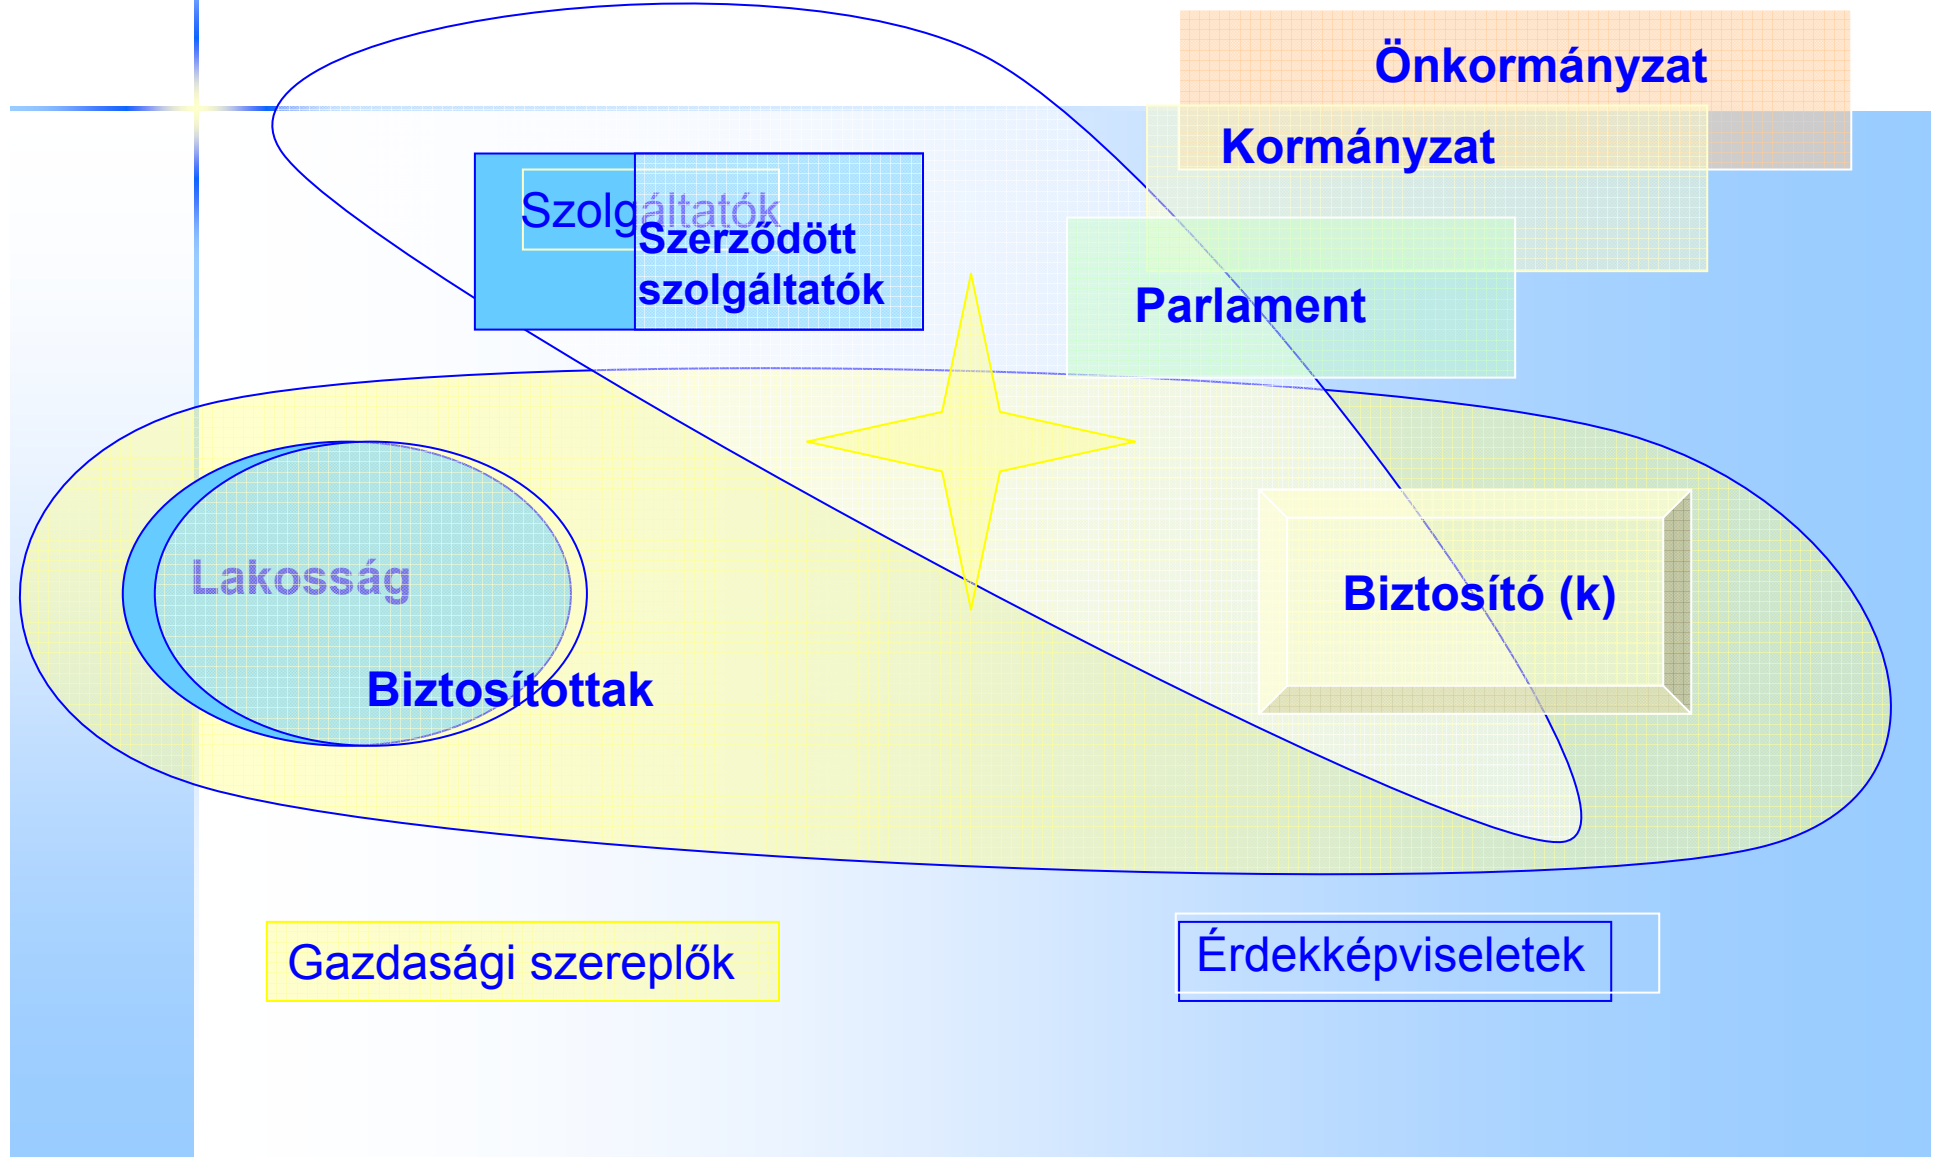 Önkormányzat
Kormányzat
Szolgáltatók
Szerződött
szolgáltatók
Parlament
Lakosság
Biztosító (k)
Biztosítottak
Gazdasági szereplők
Érdekképviseletek